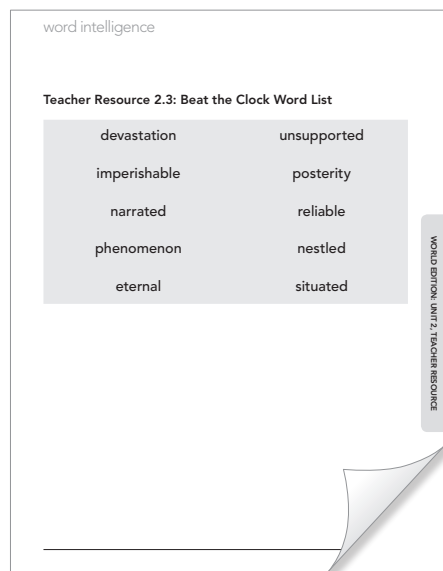 word intelligence
Teacher Resource 2.3: Beat the Clock Word List
devastation unsupported
imperishable posterity
narrated reliable
phenomenon nestled
eternal situated
WORLD EDITION: UNIT 2, TEACHER RESOURCE